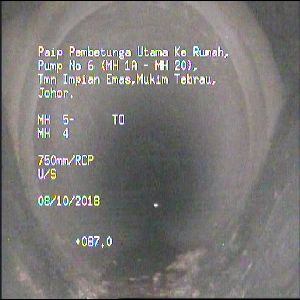 Paip Pembetunga Utama Ke Rumah,
Pump No 6 (MH 1A - MH 20),
Tmn Impian Emas,Mukim Tebrau,
Johor.
MH 5- TO
MH 4
750mm/RCP
U/S
08/10/2018
+087,0